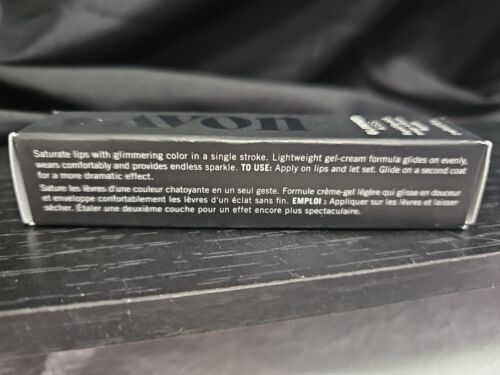 Saturate lips with glimmering color in a single stroke. Lightweight gel-cream formula glides on evenly,
wears comfortably and provides endless sparkle. TO USE: Apply on lips and let set. Glide on a second coat
for a more dramatic effect.
Sature les lèvres d'une couleur chatoyante en un seul geste. Formule crème-gel légère qui glisse en douceur
et enveloppe confortablement les lèvres d'un éclat sans fin. EMPLOI : Appliquer sur les lèvres et laisser
sécher. Étaler une deuxième couche pour un effet encore plus spectaculaire.